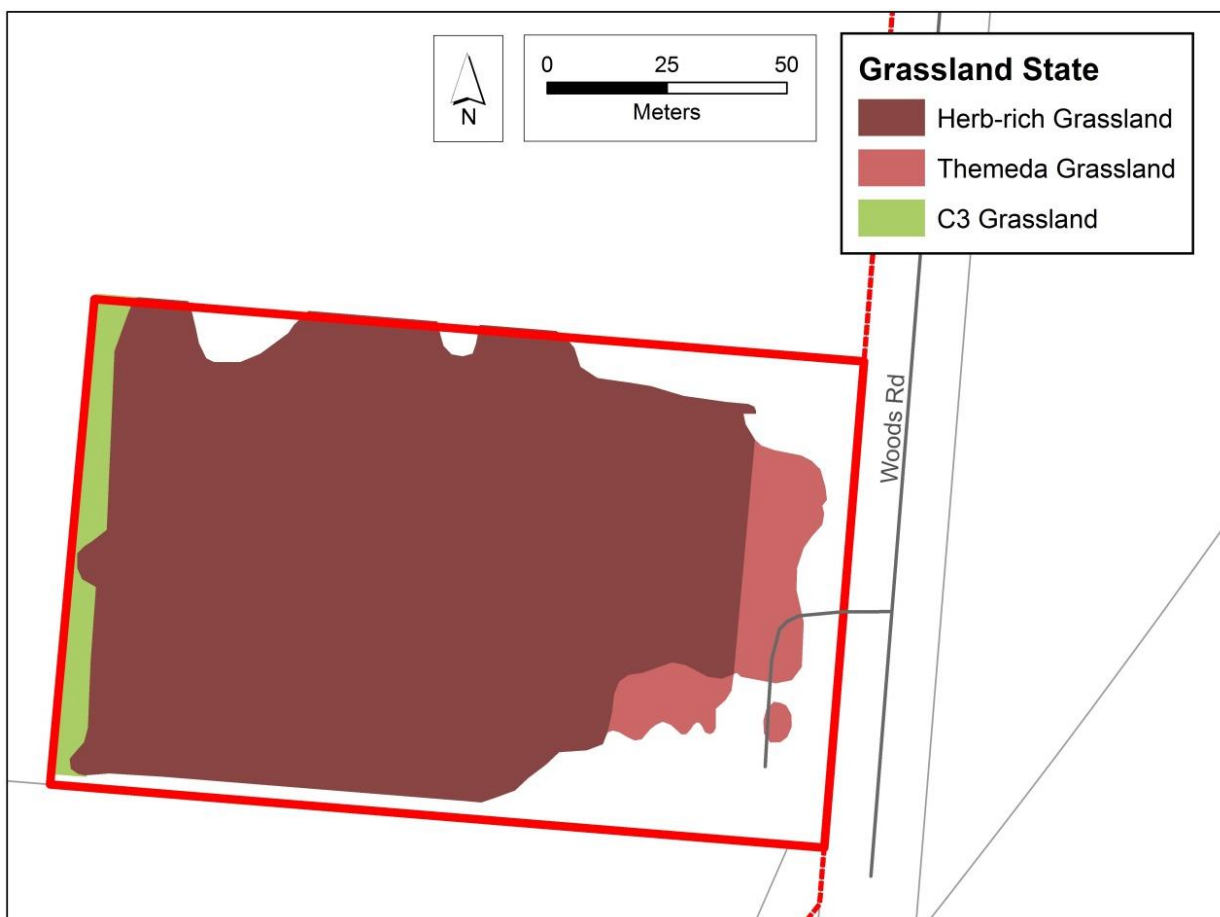 0 25 50
Meters
N
Grassland State
Herb-rich Grassland
Themeda Grassland
C3 Grassland
Woods Rd